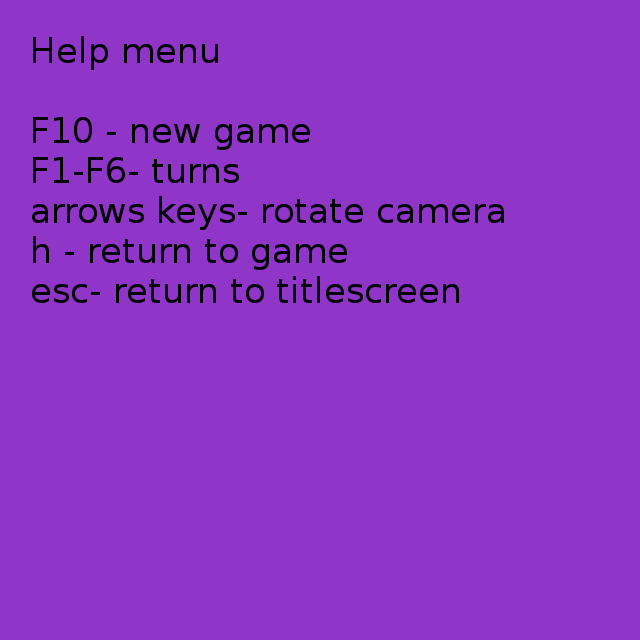 Help menu
F10 - new game
F1-F6- turns
arrows keys- rotate camera
h - return to game
esc- return to titlescreen